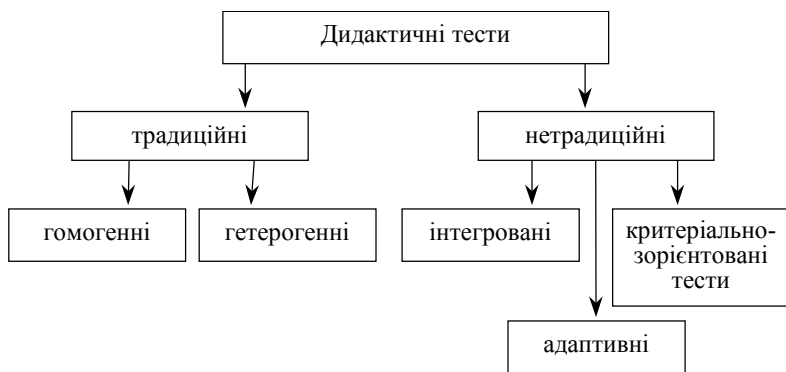 Дидактичні тести
традиційні
нетрадиційні
гомогенні
гетерогенні
інтегровані
критеріально-
зорієнтовані
тести
адаптивні